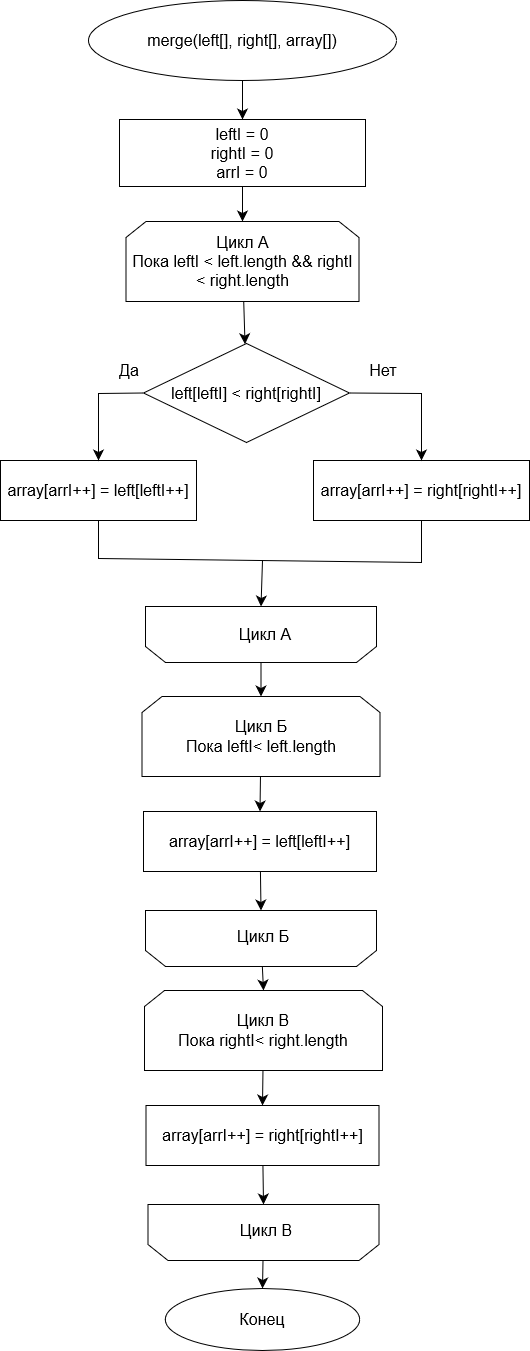 merge(left[], right[], array[])
leftI = 0
rightI = 0
arrI = 0
Цикл А
Пока leftI < left.length && rightI
< right.length
Да
Нет
left[leftI] < right[rightI]
array[arrI++] = left[leftI++]
array[arrI++] = right[rightI++]
Цикл А
Цикл Б
Пока leftI< left.length
array[arrI++] = left[leftI++]
Цикл Б
Цикл В
Пока rightI< right.length
array[arrI++] = right[rightI++]
Цикл В
Конец